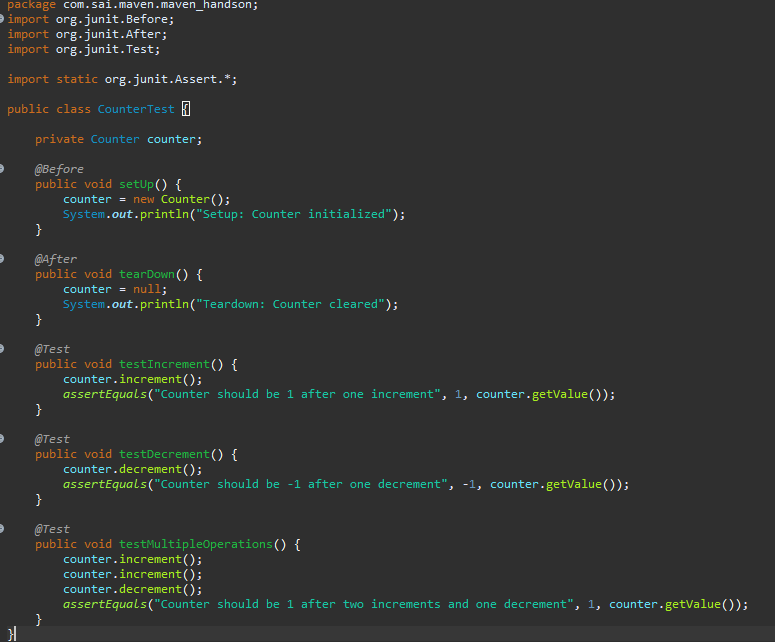 package com.sai.maven.maven_handson;
import org.junit.Before;
import org.junit.After;
import org.junit.Test;
import static org.junit.Assert.*;
public class CounterTest {
private Counter counter;
@Before
public void setUp() {
counter = new Counter();
System.out.println("Setup: Counter initialized");
}
@After
public void tearDown() {
counter = null;
System.out.println("Teardown: Counter cleared");
}
@Test
public void testIncrement() {
counter.increment();
assertEquals("Counter should be 1 after one increment", 1, counter.getValue());
}
@Test
public void testDecrement() {
counter.decrement();
assertEquals("Counter should be -1 after one decrement", -1, counter.getValue());
}
@Test
public void testMultipleOperations() {
counter.increment();
counter.increment();
counter.decrement();
assertEquals("Counter should be 1 after two increments and one decrement", 1, counter.getValue());
}
}